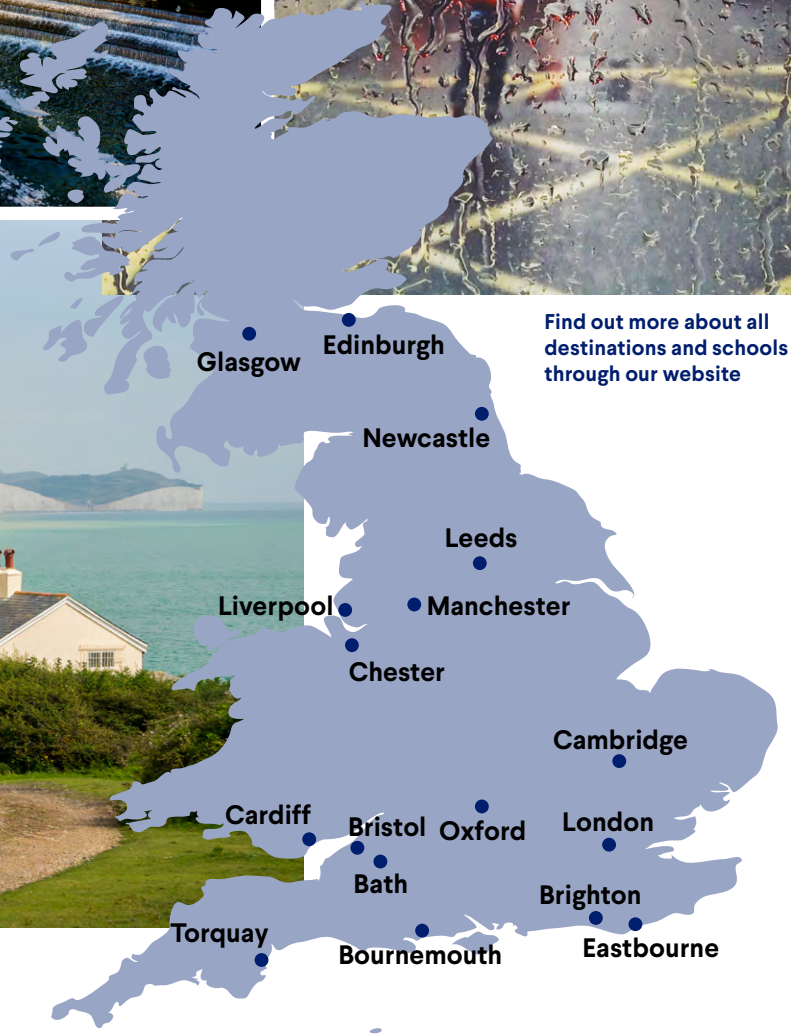 Find out more about all
destinations and schools
through our website
Edinburgh
Glasgow
Newcastle
Leeds
Liverpool
Manchester
Chester
Cambridge
Cardiff
Bristol
Oxford
London
Bath
Brighton
Torquay
Bournemouth
Eastbourne